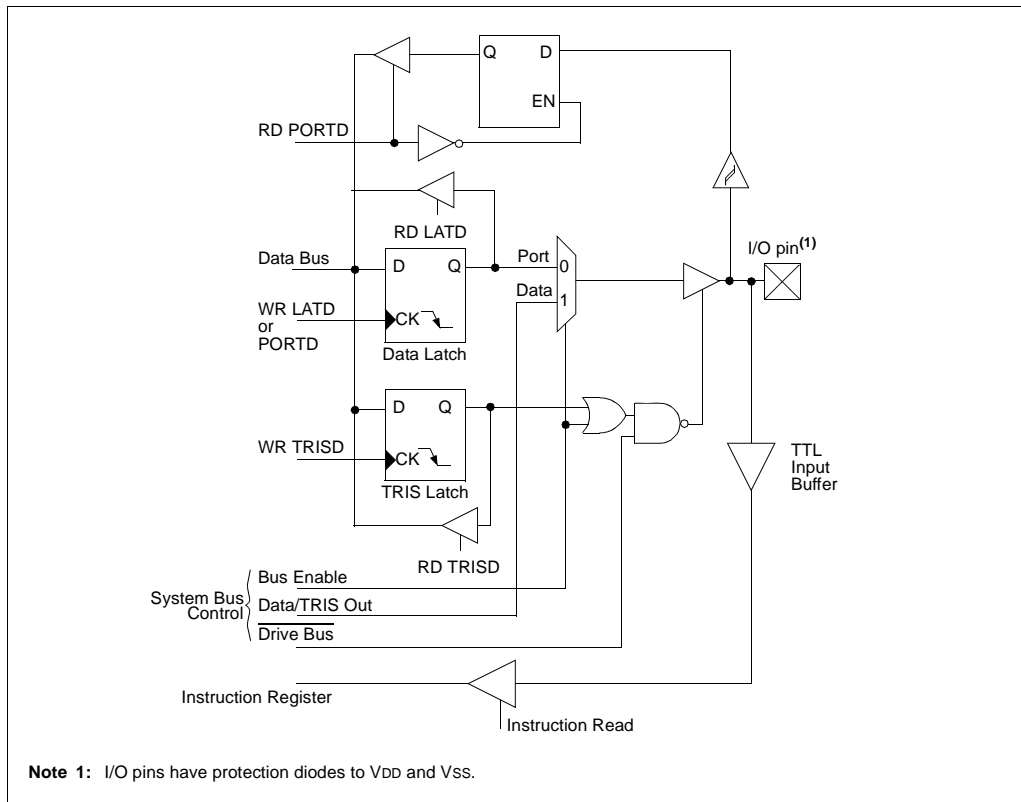 Q D
EN
RD PORTD
RD LATD
I/O pin(1)
Data Bus
D Q
Port
0
Data
1
WR LATD
or
PORTD
CK
Data Latch
D Q
WR TRISD
CK
TRIS Latch
TTL
Input
Buffer
RD TRISD
System Bus
Control
Bus Enable
Data/TRIS Out
Drive Bus
Instruction Register
Instruction Read
Note 1: I/O pins have protection diodes to VDD and VSS.